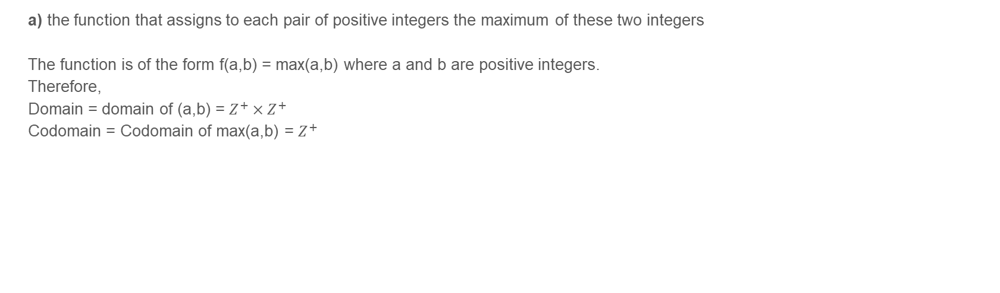 a) the function that assigns to each pair of positive integers the maximum of these two integers
The function is of the form f(a,b) = max(a,b) where a and b are positive integers.
Therefore,
Domain = domain of (a,b) = Z⁺ × Z⁺
Codomain = Codomain of max(a,b) = Z⁺